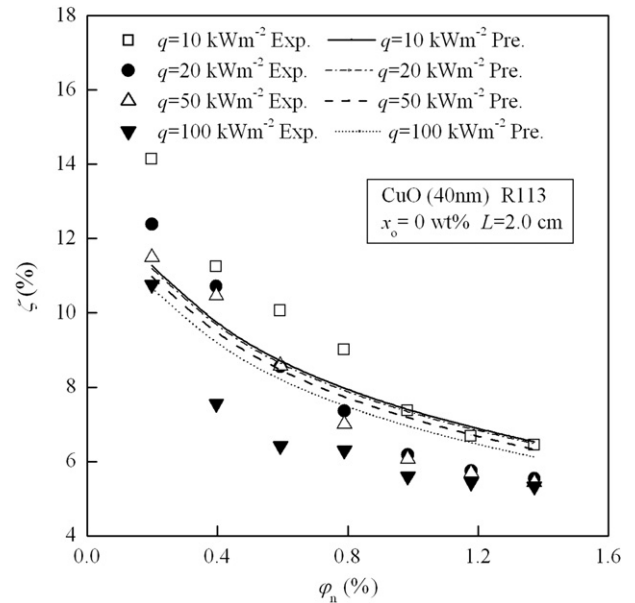 18
16
14
12
10
8
6
4
ζ (%)
q=10 kWm⁻² Exp. q=10 kWm⁻² Pre.
q=20 kWm⁻² Exp. q=20 kWm⁻² Pre.
q=50 kWm⁻² Exp. q=50 kWm⁻² Pre.
q=100 kWm⁻² Exp. q=100 kWm⁻² Pre.
CuO (40nm) R113
xₒ= 0 wt% L=2.0 cm
0.0 0.4 0.8 1.2 1.6
φₙ (%)